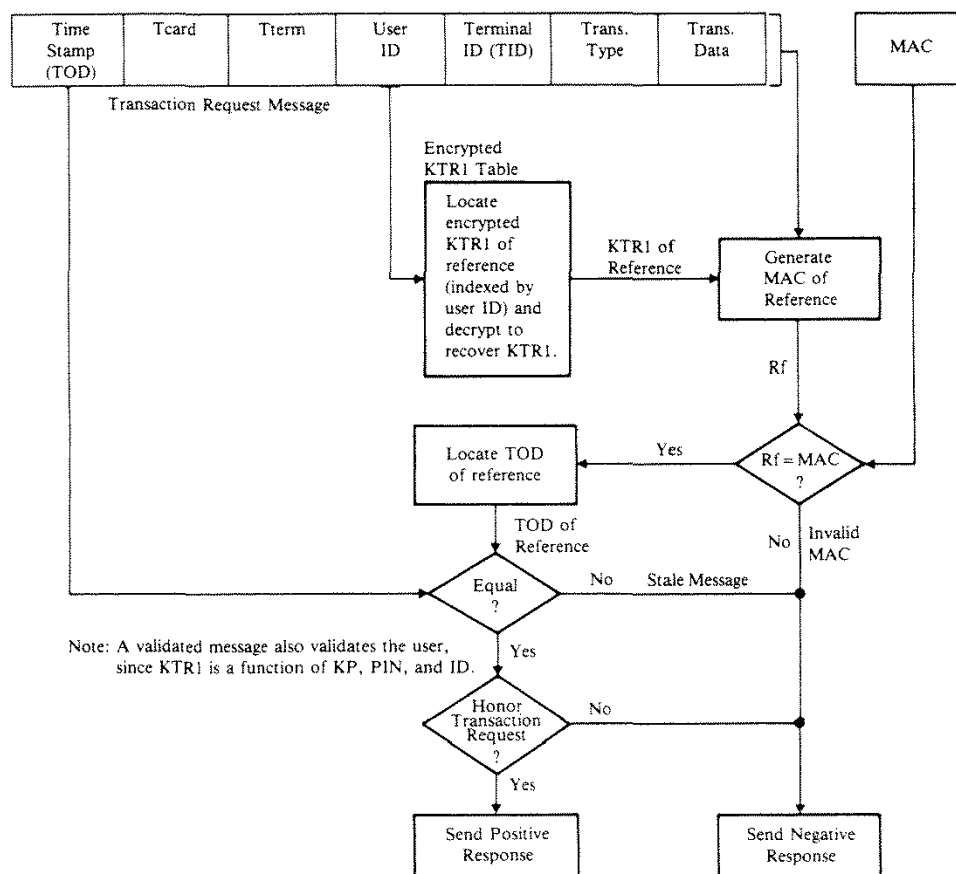 Time Stamp (TOD)
Tcard
Tterm
User ID
Terminal ID (TID)
Trans. Type
Trans. Data
MAC
Transaction Request Message
Encrypted
KTR1 Table
Locate
encrypted
KTR1 of
reference
(indexed by
user ID) and
decrypt to
recover KTR1.
KTR1 of
Reference
Generate
MAC of
Reference
Rf
Rf = MAC
?
Yes
Locate TOD
of reference
No
Invalid
MAC
TOD of
Reference
Equal
?
No
Stale Message
Note: A validated message also validates the user,
since KTR1 is a function of KP, PIN, and ID.
Yes
Honor
Transaction
Request
?
No
Yes
Send Positive
Response
Send Negative
Response